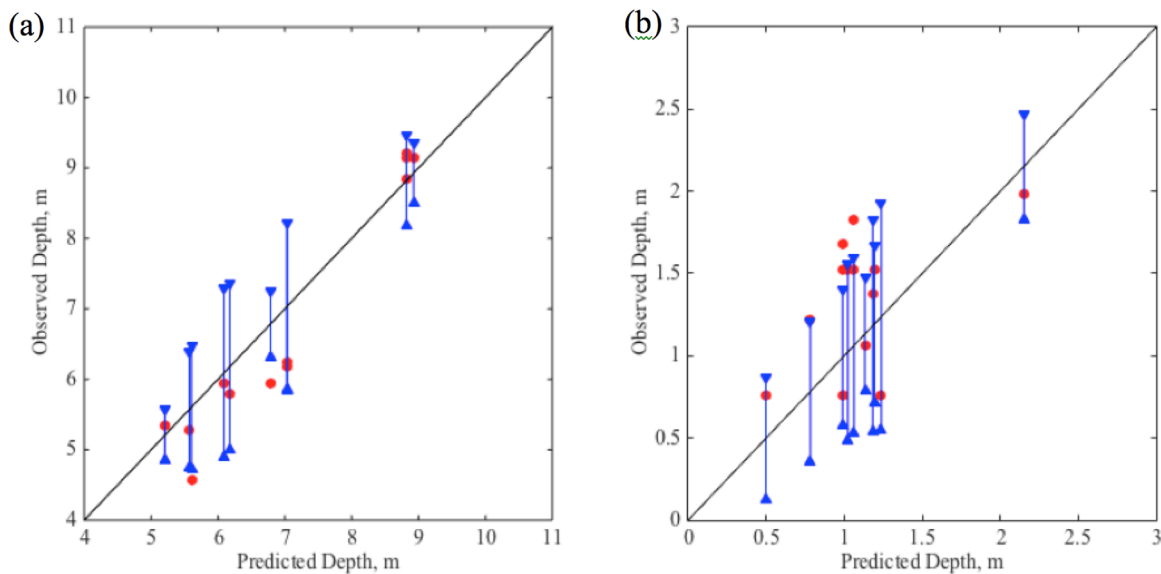 (a)
11
10
9
8
7
6
5
4
Observed Depth, m
4 5 6 7 8 9 10 11
Predicted Depth, m
(b)
3
2.5
2
1.5
1
0.5
0
Observed Depth, m
0 0.5 1 1.5 2 2.5 3
Predicted Depth, m